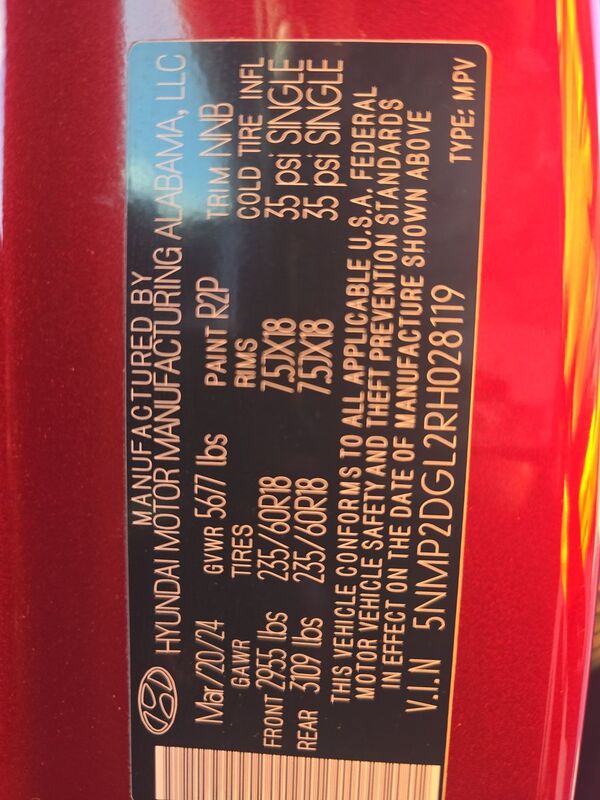 MANUFACTURED BY
HYUNDAI MOTOR MANUFACTURING ALABAMA, LLC
Mar/20/24 GVWR 5677 lbs PAINT R2P TRIM NNB
GAWR TIRES RIMS COLD TIRE INFL
FRONT 2955 lbs 235/60R18 7.5JX18 35 psi SINGLE
REAR 3109 lbs 235/60R18 7.5JX18 35 psi SINGLE
THIS VEHICLE CONFORMS TO ALL APPLICABLE U.S.A. FEDERAL
MOTOR VEHICLE SAFETY AND THEFT PREVENTION STANDARDS
IN EFFECT ON THE DATE OF MANUFACTURE SHOWN ABOVE
V.I.N 5NMP2DGL2RH028119 TYPE: MPV